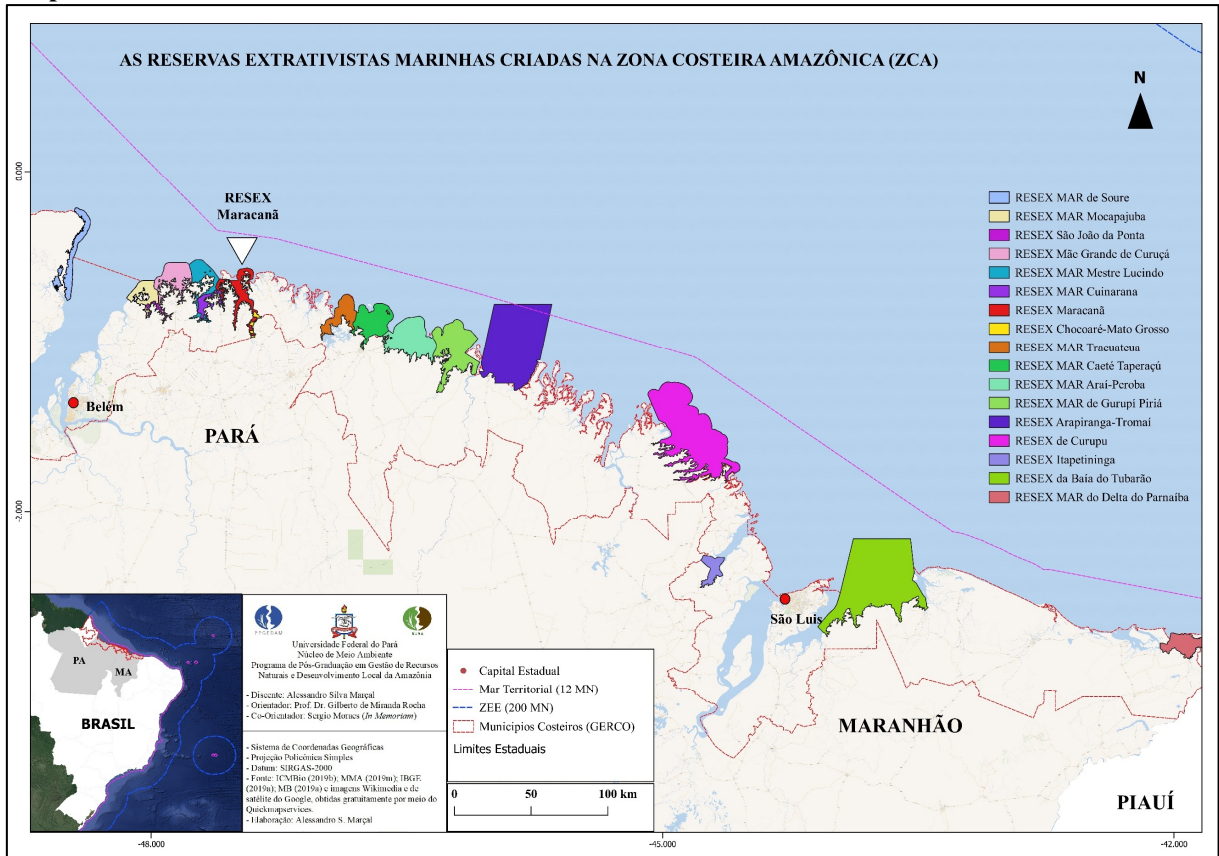 AS RESERVAS EXTRATIVISTAS MARINHAS CRIADAS NA ZONA COSTEIRA AMAZÔNICA (ZCA)
N
0.000
RESEX
Maracanã
RESEX MAR de Soure
RESEX MAR Mocapajuba
RESEX São João da Ponta
RESEX Mãe Grande de Curuçá
RESEX MAR Mestre Lucindo
RESEX MAR Cuinarana
RESEX Maracanã
RESEX Chocoaré-Mato Grosso
RESEX MAR Tracuateua
RESEX MAR Caeté Taperaçú
RESEX MAR Araí-Peroba
RESEX MAR de Gurupí Piriá
RESEX Arapiranga-Tromaí
RESEX de Curupu
RESEX Itapetininga
RESEX da Baía do Tubarão
RESEX MAR do Delta do Parnaíba
Belém
PARÁ
-2.000
São Luis
MARANHÃO
PIAUÍ
PA
MA
BRASIL
PPGEDAM
NUMA
Universidade Federal do Pará
Núcleo de Meio Ambiente
Programa de Pós-Graduação em Gestão de Recursos
Naturais e Desenvolvimento Local da Amazônia
- Discente: Alessandro Silva Marçal
- Orientador: Prof. Dr. Gilberto de Miranda Rocha
- Co-Orientador: Sergio Moraes (In Memoriam)
- Sistema de Coordenadas Geográficas
- Projeção Policônica Simples
- Datum: SIRGAS-2000
- Fonte: ICMBio (2019b); MMA (2019m); IBGE
(2019a); MB (2019a) e imagens Wikimedia e de
satélite do Google, obtidas gratuitamente por meio do
Quickmapservices.
- Elaboração: Alessandro S. Marçal
Capital Estadual
Mar Territorial (12 MN)
ZEE (200 MN)
Municipios Costeiros (GERCO)
Limites Estaduais
0 50 100 km
-48.000 -45.000 -42.000